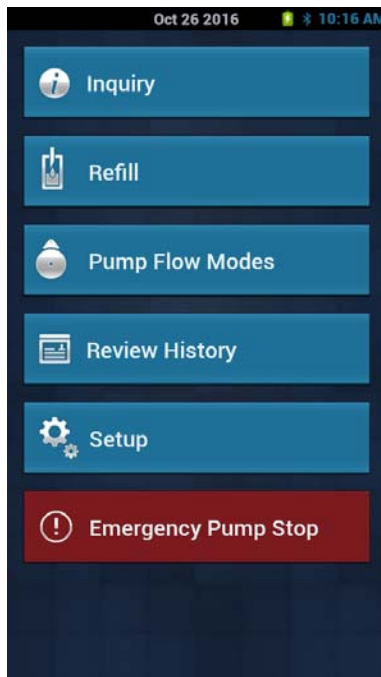 Oct 26 2016 10:16 AM
Inquiry
Refill
Pump Flow Modes
Review History
Setup
Emergency Pump Stop